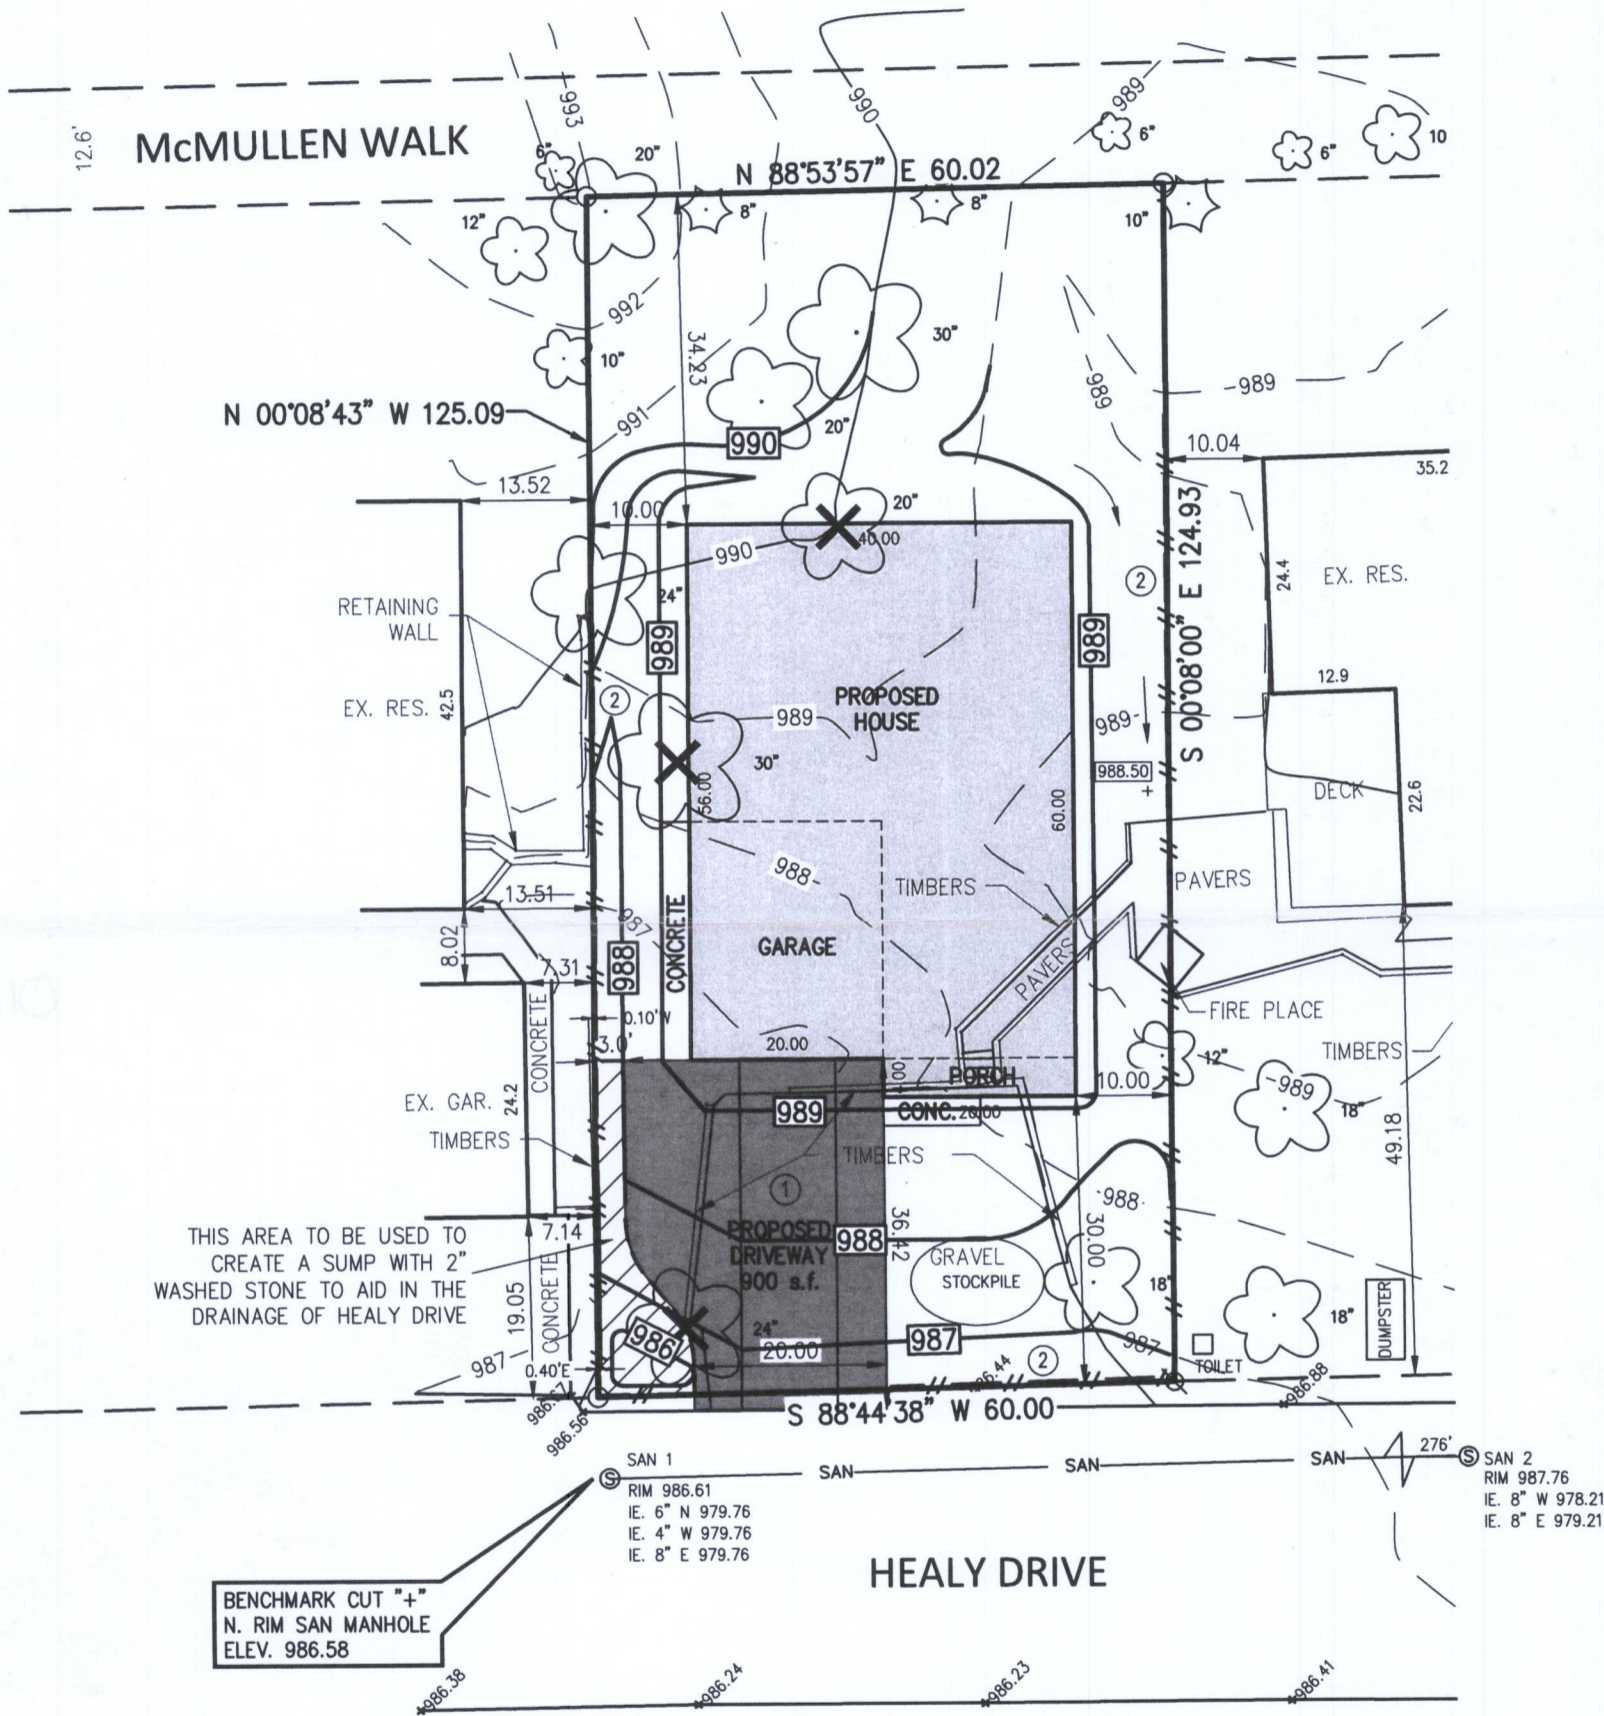 993
990
989
12.6'
McMULLEN WALK
6"
20"
6"
6"
10
N 88°53'57" E 60.02
12"
8"
8"
10"
992
34.23
30"
10"
989
-989
N 00°08'43" W 125.09
991
990
20"
10.04
35.2
13.52
10.00
20"
40.00
S 00°08'00" E 124.93
990
24"
2
24.4
EX. RES.
RETAINING
WALL
989
989
EX. RES.
42.5
2
PROPOSED
HOUSE
989
989-
12.9
30"
56.00
60.00
988.50
+
DECK
22.6
988-
TIMBERS
PAVERS
13.51
987
CONCRETE
GARAGE
PAVERS
8.02
7.31
988
FIRE PLACE
0.10'W
3.0'
20.00
TIMBERS
CONCRETE
PORCH
10.00
12"
-989
18"
EX. GAR.
24.2
989
CONC.
20.00
TIMBERS
TIMBERS
49.18
1
-988-
THIS AREA TO BE USED TO
CREATE A SUMP WITH 2"
WASHED STONE TO AID IN THE
DRAINAGE OF HEALY DRIVE
7.14
PROPOSED
DRIVEWAY
900 s.f.
988
36.42
30.00
GRAVEL
STOCKPILE
18"
18"
DUMPSTER
19.05
CONCRETE
986
24"
20.00
987
987
2
TOILET
987-
0.40'E
986.56
986.88
S 88°44'38" W 60.00
SAN 1
RIM 986.61
IE. 6" N 979.76
IE. 4" W 979.76
IE. 8" E 979.76
S
SAN
SAN
SAN
276'
S
SAN 2
RIM 987.76
IE. 8" W 978.21
IE. 8" E 979.21
HEALY DRIVE
BENCHMARK CUT "+"
N. RIM SAN MANHOLE
ELEV. 986.58
986.38
986.24
986.23
986.41